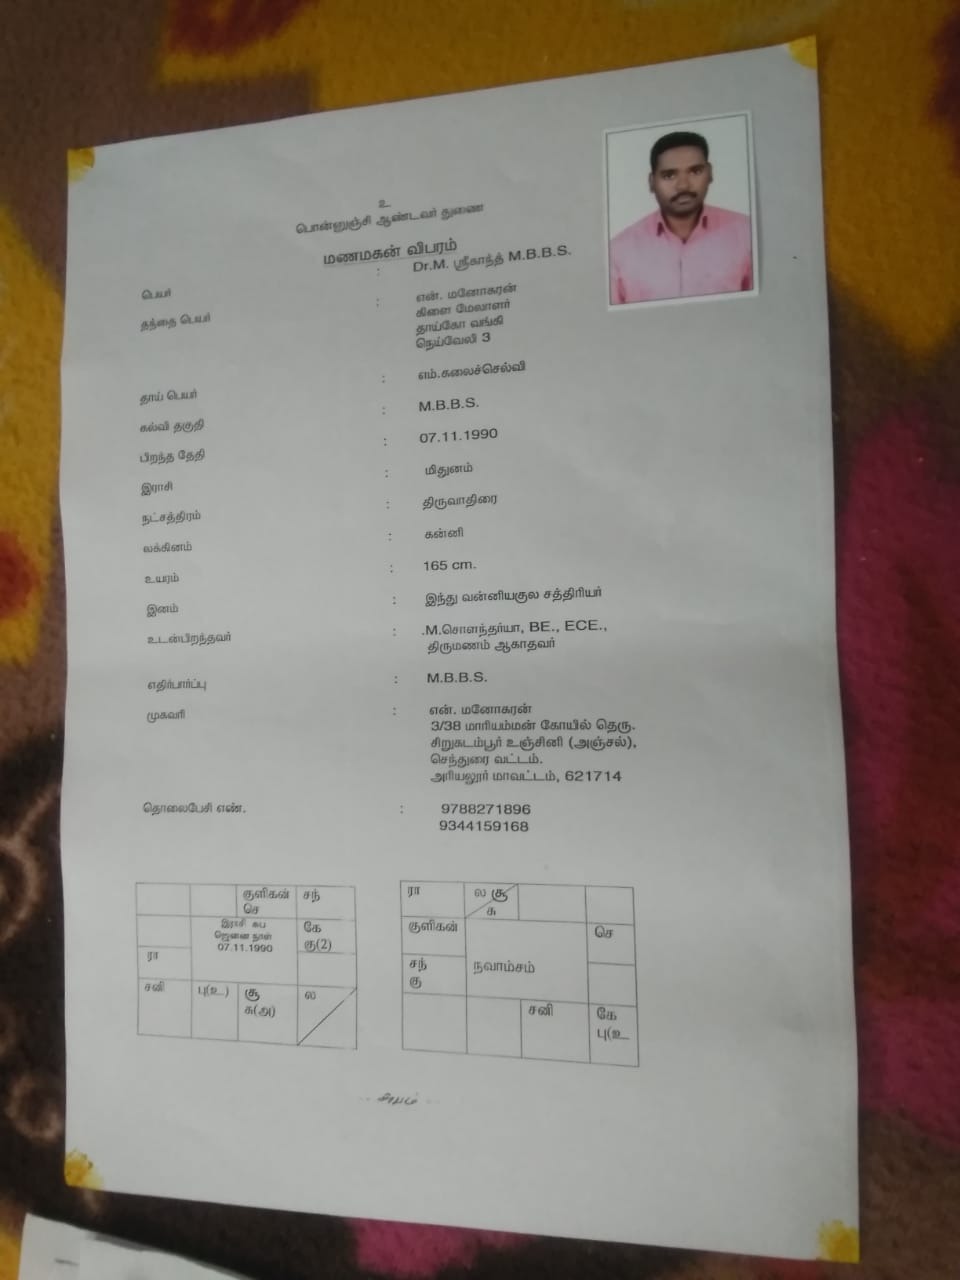 உ
பொன்னுஞ்சி ஆண்டவர் துணை
மணமகன் விபரம்
பெயர் : Dr.M. ஸ்ரீகாந்த் M.B.B.S.
தந்தை பெயர் : என். மனோகரன்
கிளை மேலாளர்
தாய்கோ வங்கி
நெய்வேலி 3
தாய் பெயர் : எம்.கலைச்செல்வி
கல்வி தகுதி : M.B.B.S.
பிறந்த தேதி : 07.11.1990
இராசி : மிதுனம்
நட்சத்திரம் : திருவாதிரை
லக்கினம் : கன்னி
உயரம் : 165 cm.
இனம் : இந்து வன்னியகுல சத்திரியர்
உடன்பிறந்தவர் : .M.சௌந்தர்யா, BE., ECE.,
திருமணம் ஆகாதவர்
எதிர்பார்ப்பு : M.B.B.S.
முகவரி : என். மனோகரன்
3/38 மாரியம்மன் கோயில் தெரு.
சிறுகடம்பூர் உஞ்சினி (அஞ்சல்),
செந்துரை வட்டம்.
அரியலூர் மாவட்டம், 621714
தொலைபேசி எண். : 9788271896
9344159168
குளிகன் சந்
செ
இராசி சுப
ஜெனன நாள்
07.11.1990
கே
கு(2)
ரா
சனி பு(உ) சூ ல
சு(அ)
ரா ல சூ
சு
குளிகன் செ
சந்
கு
நவாம்சம்
சனி கே
பு(உ